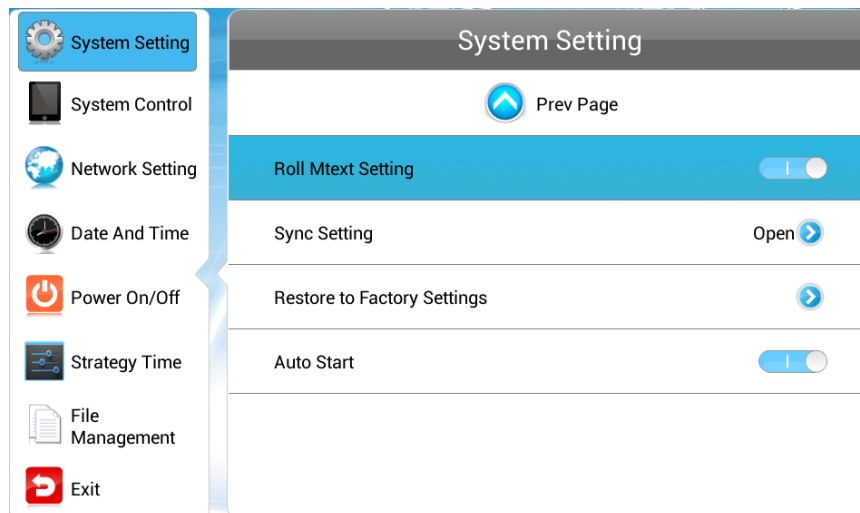 System Setting
System Control
Network Setting
Date And Time
Power On/Off
Strategy Time
File
Management
Exit
System Setting
Prev Page
Roll Mtext Setting
Sync Setting
Open
Restore to Factory Settings
Auto Start